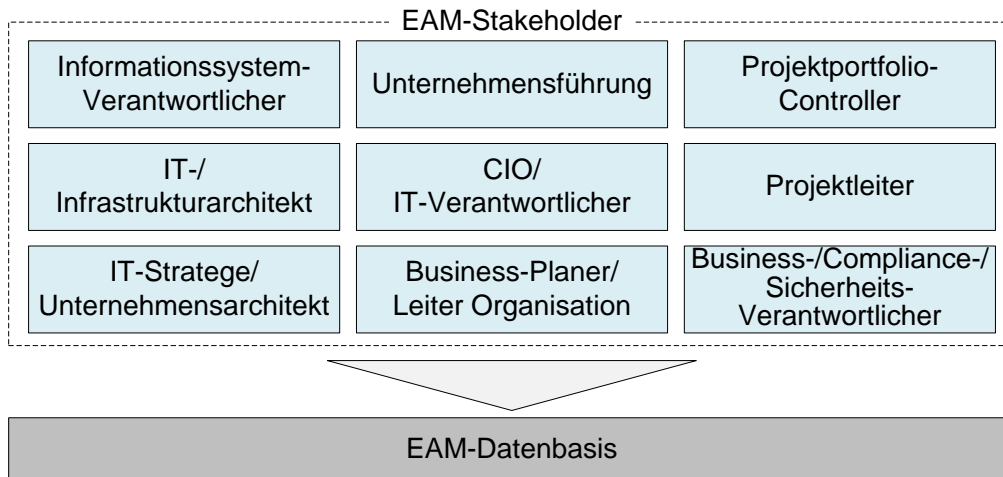 EAM-Stakeholder
Informationssystem-
Verantwortlicher
Unternehmensführung
Projektportfolio-
Controller
IT-/
Infrastrukturarchitekt
CIO/
IT-Verantwortlicher
Projektleiter
IT-Stratege/
Unternehmensarchitekt
Business-Planer/
Leiter Organisation
Business-/Compliance-/
Sicherheits-
Verantwortlicher
EAM-Datenbasis